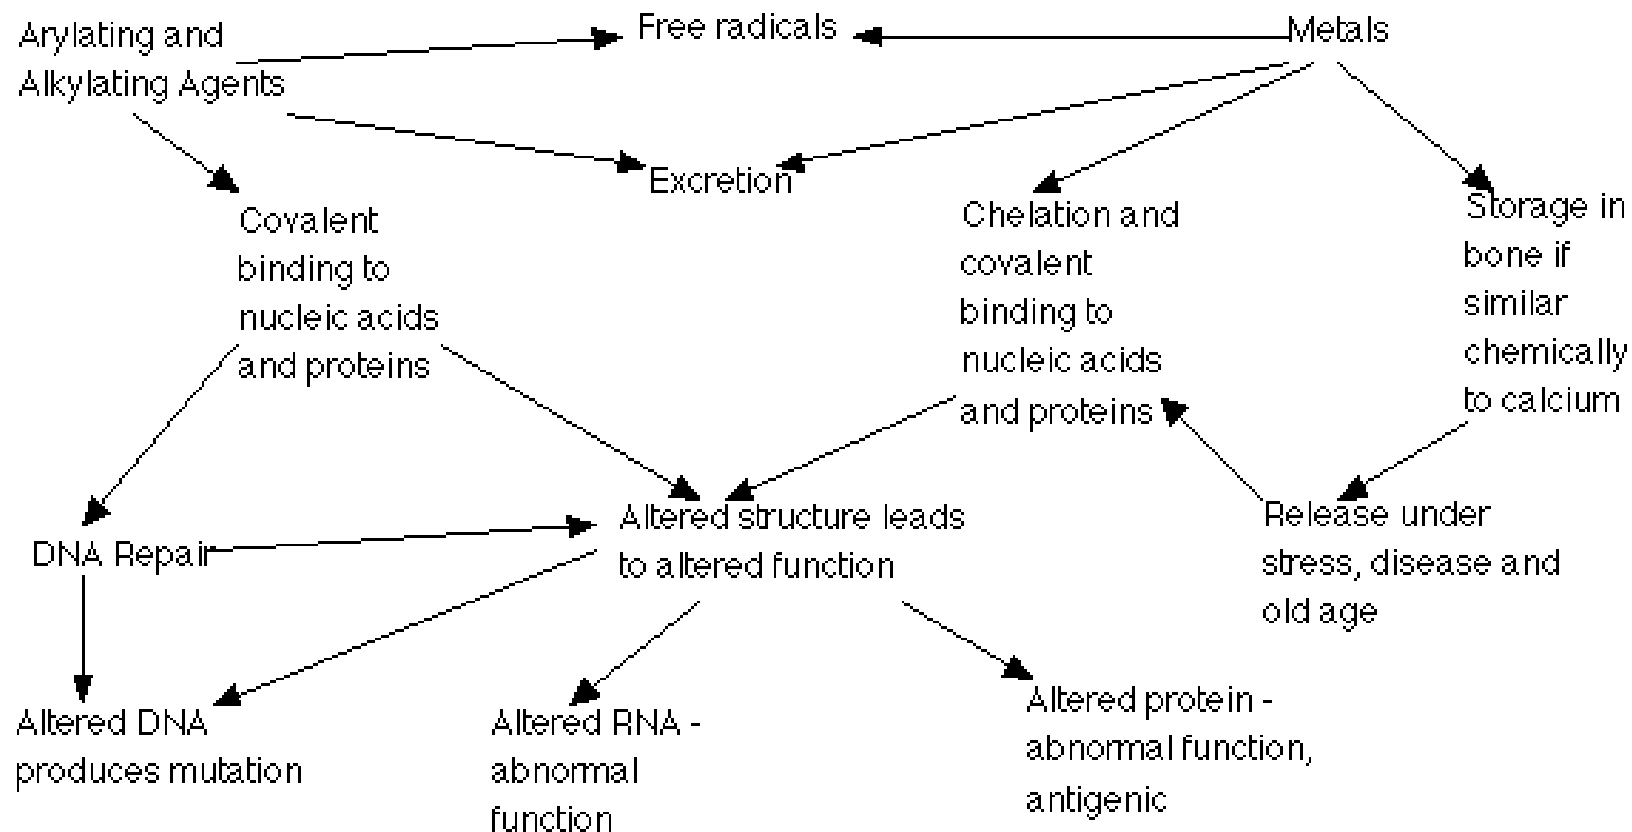 Arylating and
Alkylating Agents
Free radicals
Metals
Excretion
Covalent
binding to
nucleic acids
and proteins
Chelation and
covalent
binding to
nucleic acids
and proteins
Storage in
bone if
similar
chemically
to calcium
DNA Repair
Altered structure leads
to altered function
Release under
stress, disease and
old age
Altered DNA
produces mutation
Altered RNA -
abnormal
function
Altered protein -
abnormal function,
antigenic